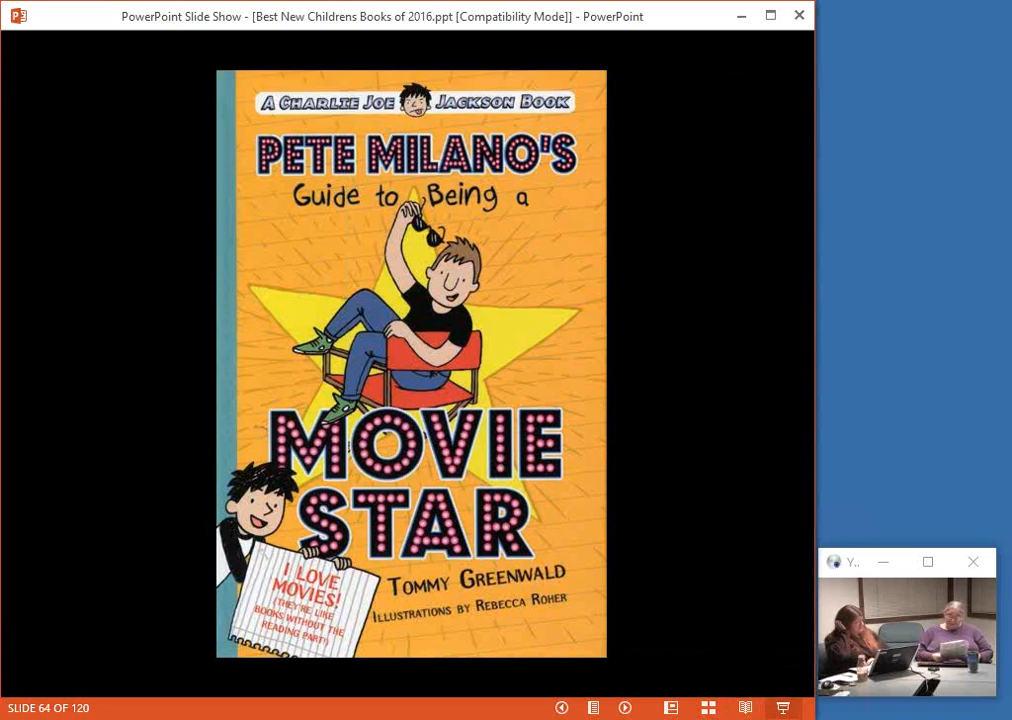 PowerPoint Slide Show - [Best New Childrens Books of 2016.ppt [Compatibility Mode]] - PowerPoint
A CHARLIE JOE JACKSON BOOK
PETE MILANO'S
Guide to Being a
MOVIE
STAR
I LOVE
MOVIES!
(THEY'RE LIKE
BOOKS WITHOUT THE
READING PART!)
TOMMY GREENWALD
ILLUSTRATIONS BY REBECCA ROHER
Y..
SLIDE 64 OF 120